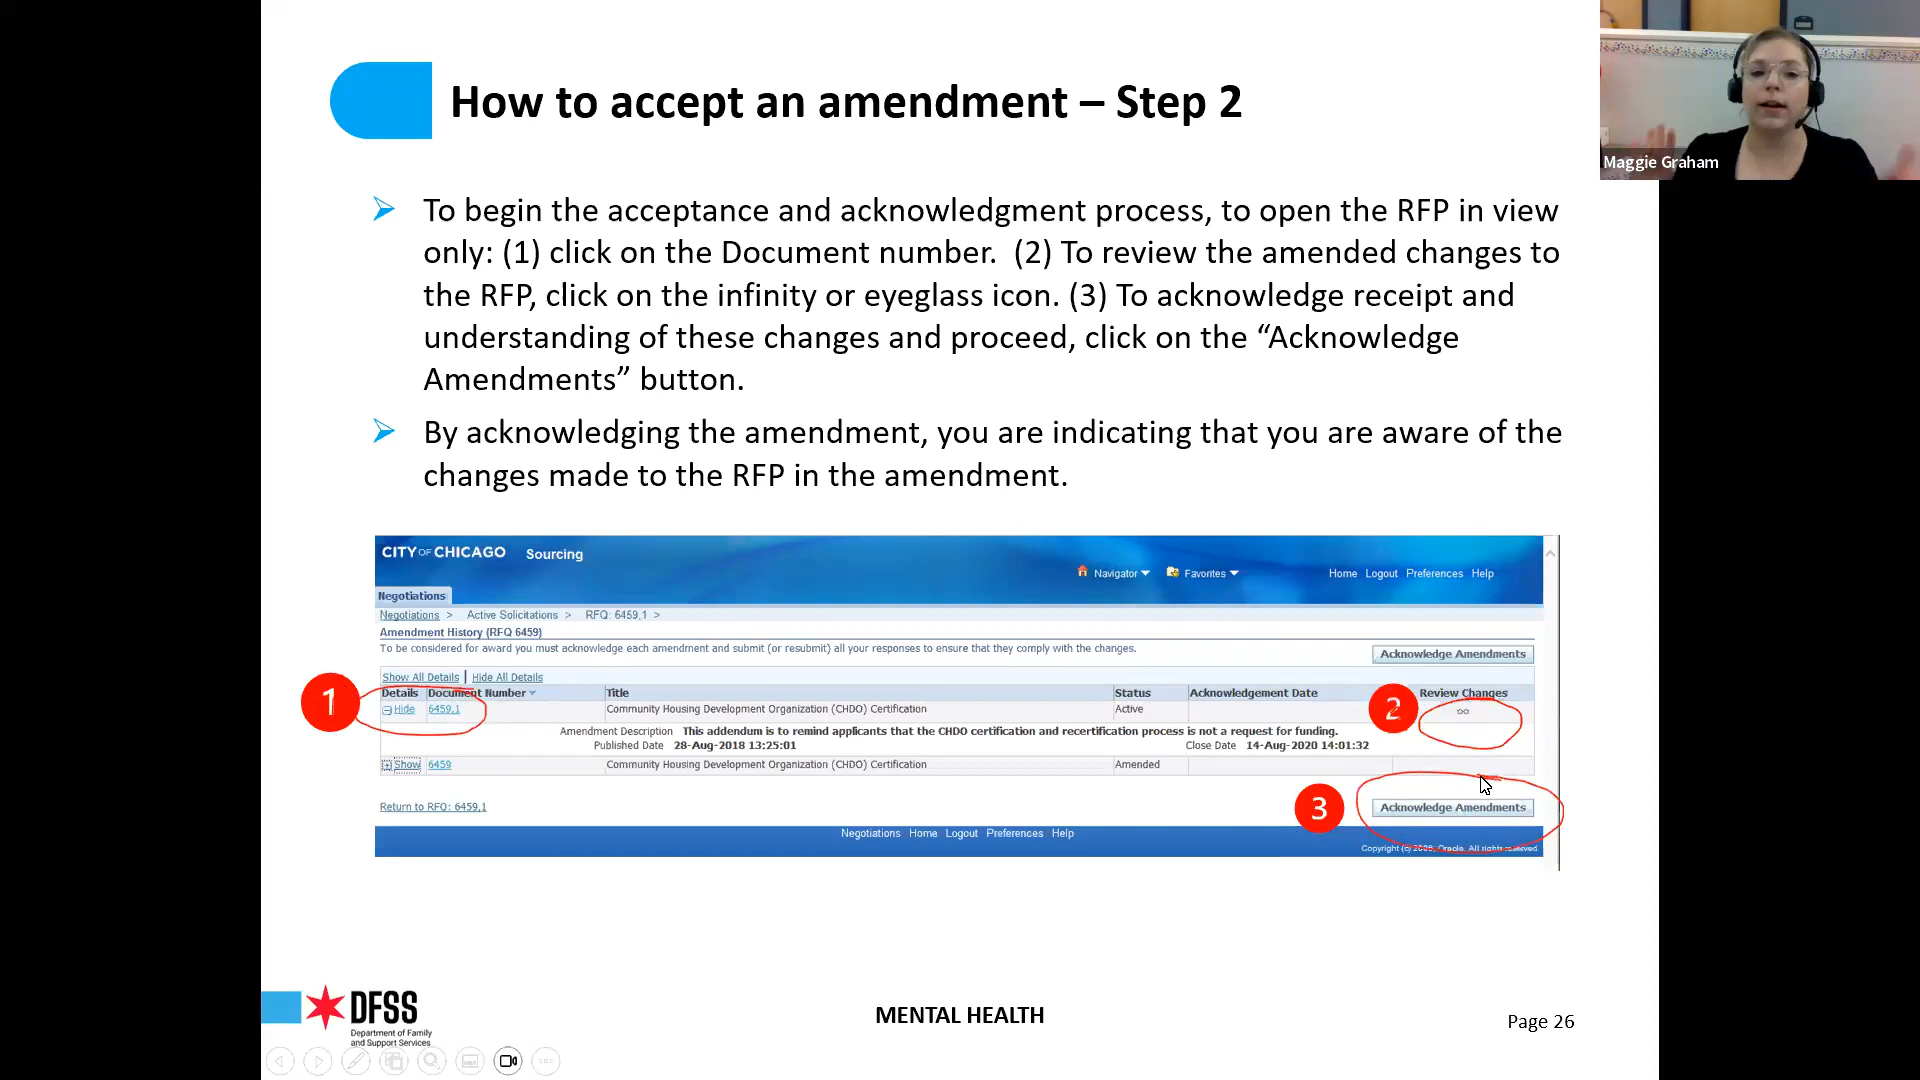 How to accept an amendment – Step 2
Maggie Graham
To begin the acceptance and acknowledgment process, to open the RFP in view
only: (1) click on the Document number.  (2) To review the amended changes to
the RFP, click on the infinity or eyeglass icon. (3) To acknowledge receipt and
understanding of these changes and proceed, click on the “Acknowledge
Amendments” button.
By acknowledging the amendment, you are indicating that you are aware of the
changes made to the RFP in the amendment.
CITY OF CHICAGO Sourcing
Navigator Favorites Home Logout Preferences Help
Negotiations
Negotiations > Active Solicitations > RFQ: 6459,1 >
Amendment History (RFQ 6459)
To be considered for award you must acknowledge each amendment and submit (or resubmit) all your responses to ensure that they comply with the changes.
Acknowledge Amendments
Show All Details | Hide All Details
Details Document Number Title Status Acknowledgement Date Review Changes
1
2
Hide 6459,1 Community Housing Development Organization (CHDO) Certification Active
Amendment Description This addendum is to remind applicants that the CHDO certification and recertification process is not a request for funding.
Published Date 28-Aug-2018 13:25:01 Close Date 14-Aug-2020 14:01:32
Show 6459 Community Housing Development Organization (CHDO) Certification Amended
Return to RFQ: 6459,1
3
Acknowledge Amendments
Negotiations Home Logout Preferences Help
Copyright (c) 2009, Oracle. All rights reserved.
DFSS
Department of Family
and Support Services
MENTAL HEALTH
Page 26